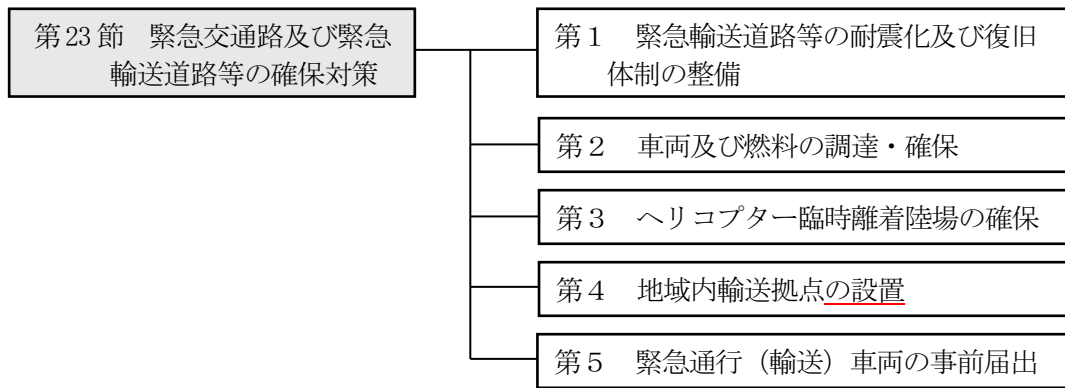 第23節　緊急交通路及び緊急
輸送道路等の確保対策
第１　緊急輸送道路等の耐震化及び復旧
体制の整備
第２　車両及び燃料の調達・確保
第３　ヘリコプター臨時離着陸場の確保
第４　地域内輸送拠点の設置
第５　緊急通行（輸送）車両の事前届出